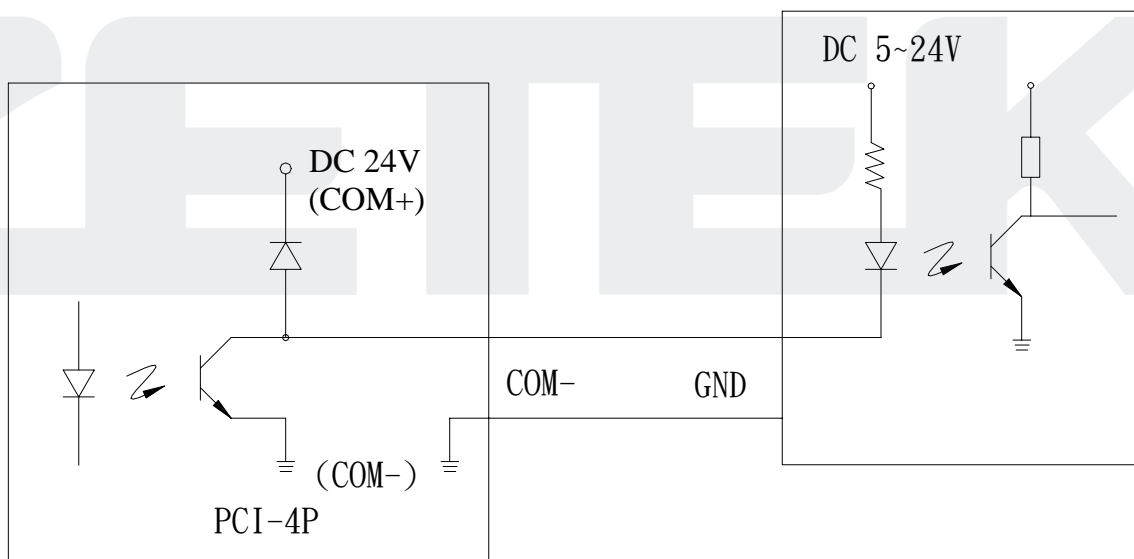 DC 5~24V
DC 24V
(COM+)
COM-
GND
(COM-)
PCI-4P